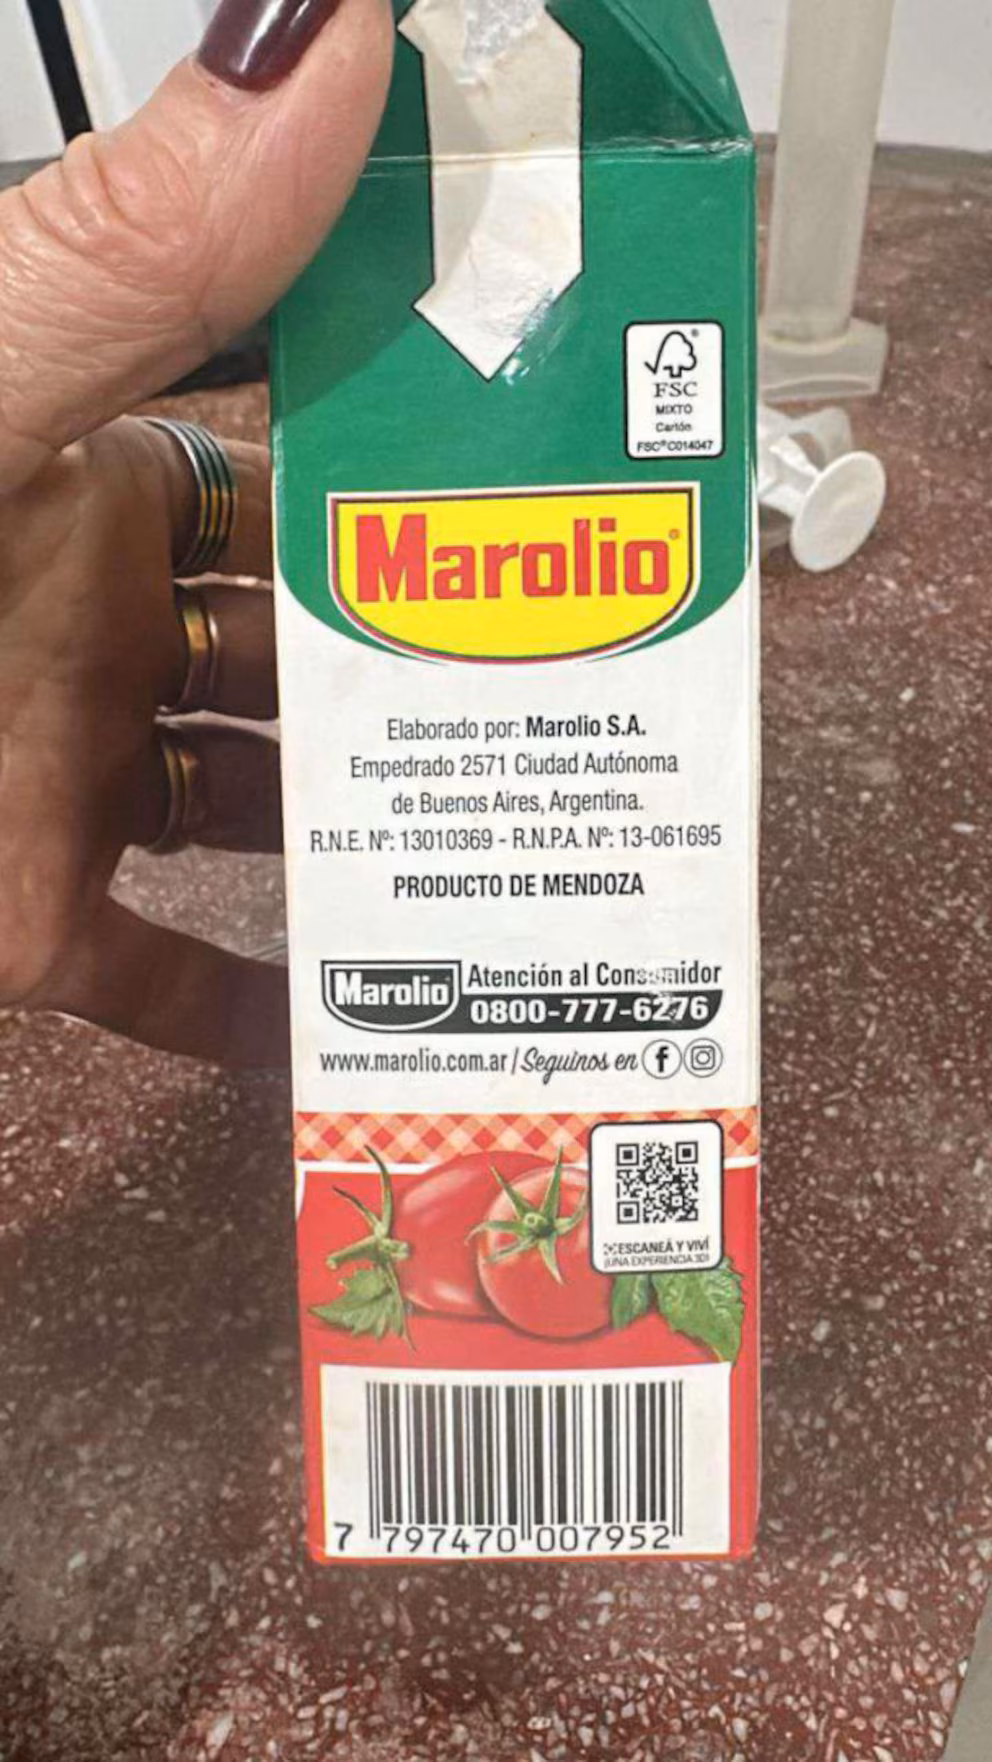 FSC
MIXTO
Cartón
FSC® C014047
Marolio®
Elaborado por: Marolio S.A.
Empedrado 2571 Ciudad Autónoma
de Buenos Aires, Argentina.
R.N.E. Nº: 13010369 - R.N.P.A. Nº: 13-061695
PRODUCTO DE MENDOZA
Marolio
Atención al Consumidor
0800-777-6276
www.marolio.com.ar / Seguinos en
ESCANEÁ Y VIVÍ
(UNA EXPERIENCIA 3D)
7 797470 007952